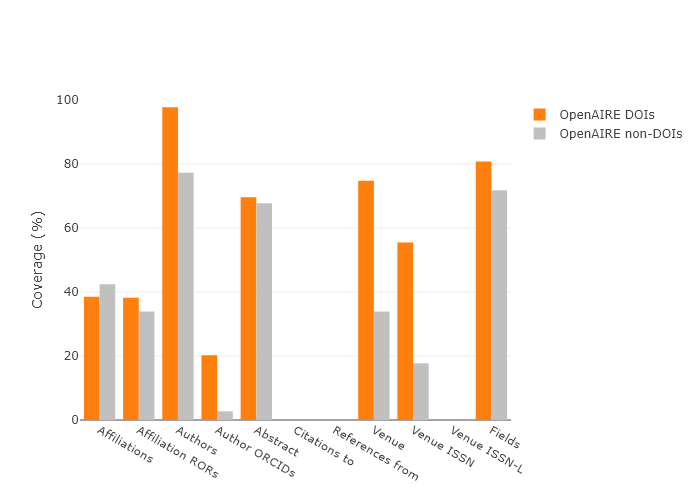 OpenAIRE DOIs
OpenAIRE non-DOIs
Coverage (%)
100
80
60
40
20
0
Affiliations
Affiliation RORs
Authors
Author ORCIDs
Abstract
Citations to
References from
Venue
Venue ISSN
Venue ISSN-L
Fields